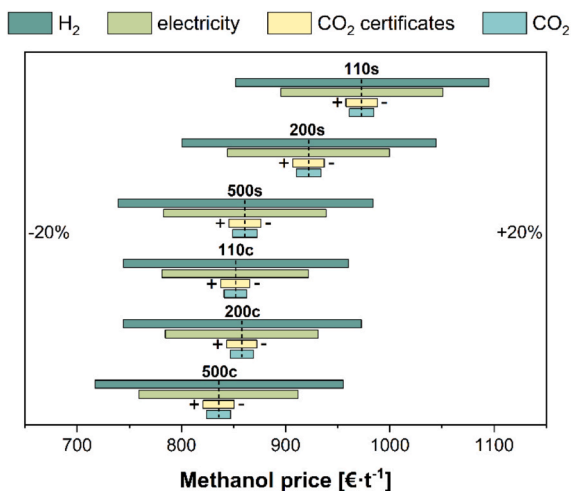 H₂ electricity CO₂ certificates CO₂
110s
+ -
200s
+ -
500s
+ -
-20% +20%
110c
+ -
200c
+ -
500c
+ -
700 800 900 1000 1100
Methanol price [€·t⁻¹]